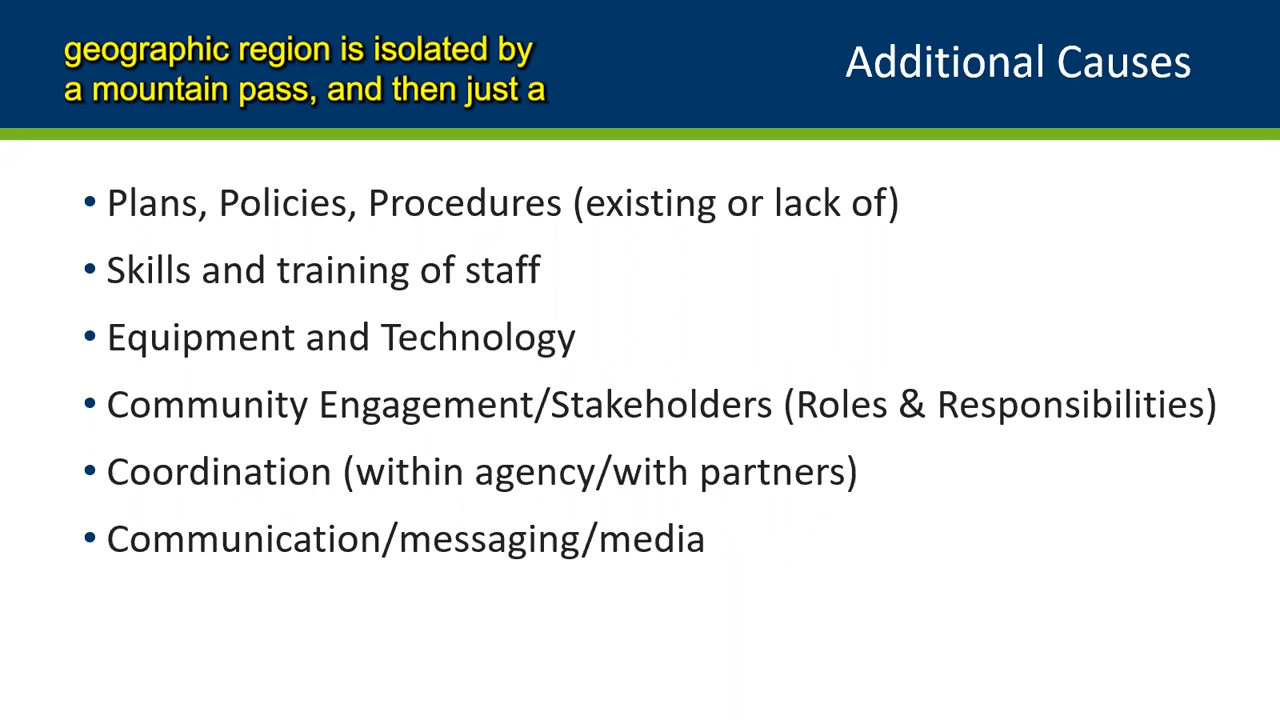 geographic region is isolated by
a mountain pass, and then just a
Additional Causes
• Plans, Policies, Procedures (existing or lack of)
• Skills and training of staff
• Equipment and Technology
• Community Engagement/Stakeholders (Roles & Responsibilities)
• Coordination (within agency/with partners)
• Communication/messaging/media